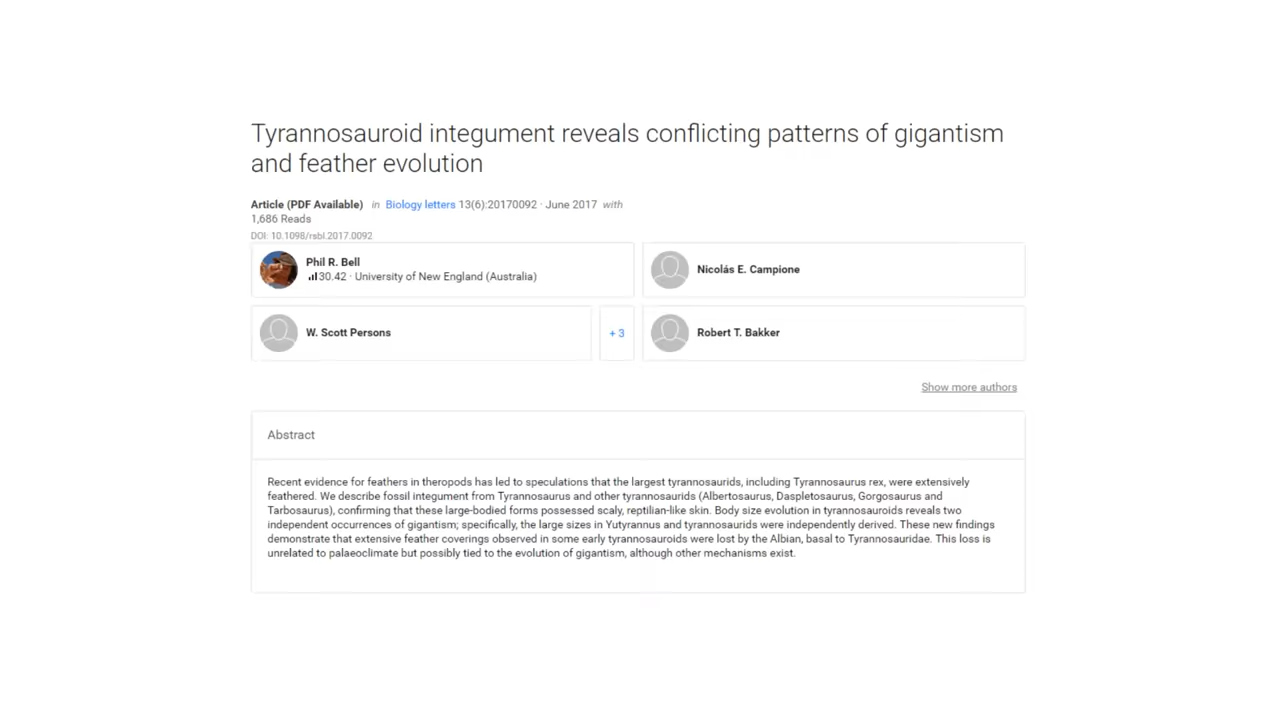 Tyrannosauroid integument reveals conflicting patterns of gigantism
and feather evolution
Article (PDF Available) in Biology letters 13(6):20170092 · June 2017 with
1,686 Reads
DOI: 10.1098/rsbl.2017.0092
Phil R. Bell
30.42 · University of New England (Australia)
Nicolás E. Campione
W. Scott Persons
+ 3
Robert T. Bakker
Show more authors
Abstract
Recent evidence for feathers in theropods has led to speculations that the largest tyrannosaurids, including Tyrannosaurus rex, were extensively
feathered. We describe fossil integument from Tyrannosaurus and other tyrannosaurids (Albertosaurus, Daspletosaurus, Gorgosaurus and
Tarbosaurus), confirming that these large-bodied forms possessed scaly, reptilian-like skin. Body size evolution in tyrannosauroids reveals two
independent occurrences of gigantism; specifically, the large sizes in Yutyrannus and tyrannosaurids were independently derived. These new findings
demonstrate that extensive feather coverings observed in some early tyrannosauroids were lost by the Albian, basal to Tyrannosauridae. This loss is
unrelated to palaeoclimate but possibly tied to the evolution of gigantism, although other mechanisms exist.